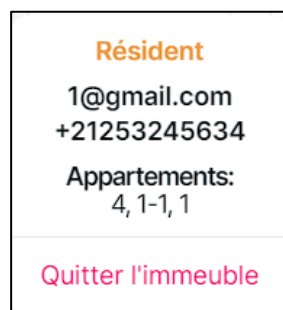 Résident
1@gmail.com
+21253245634
Appartements:
4, 1-1, 1
Quitter l'immeuble